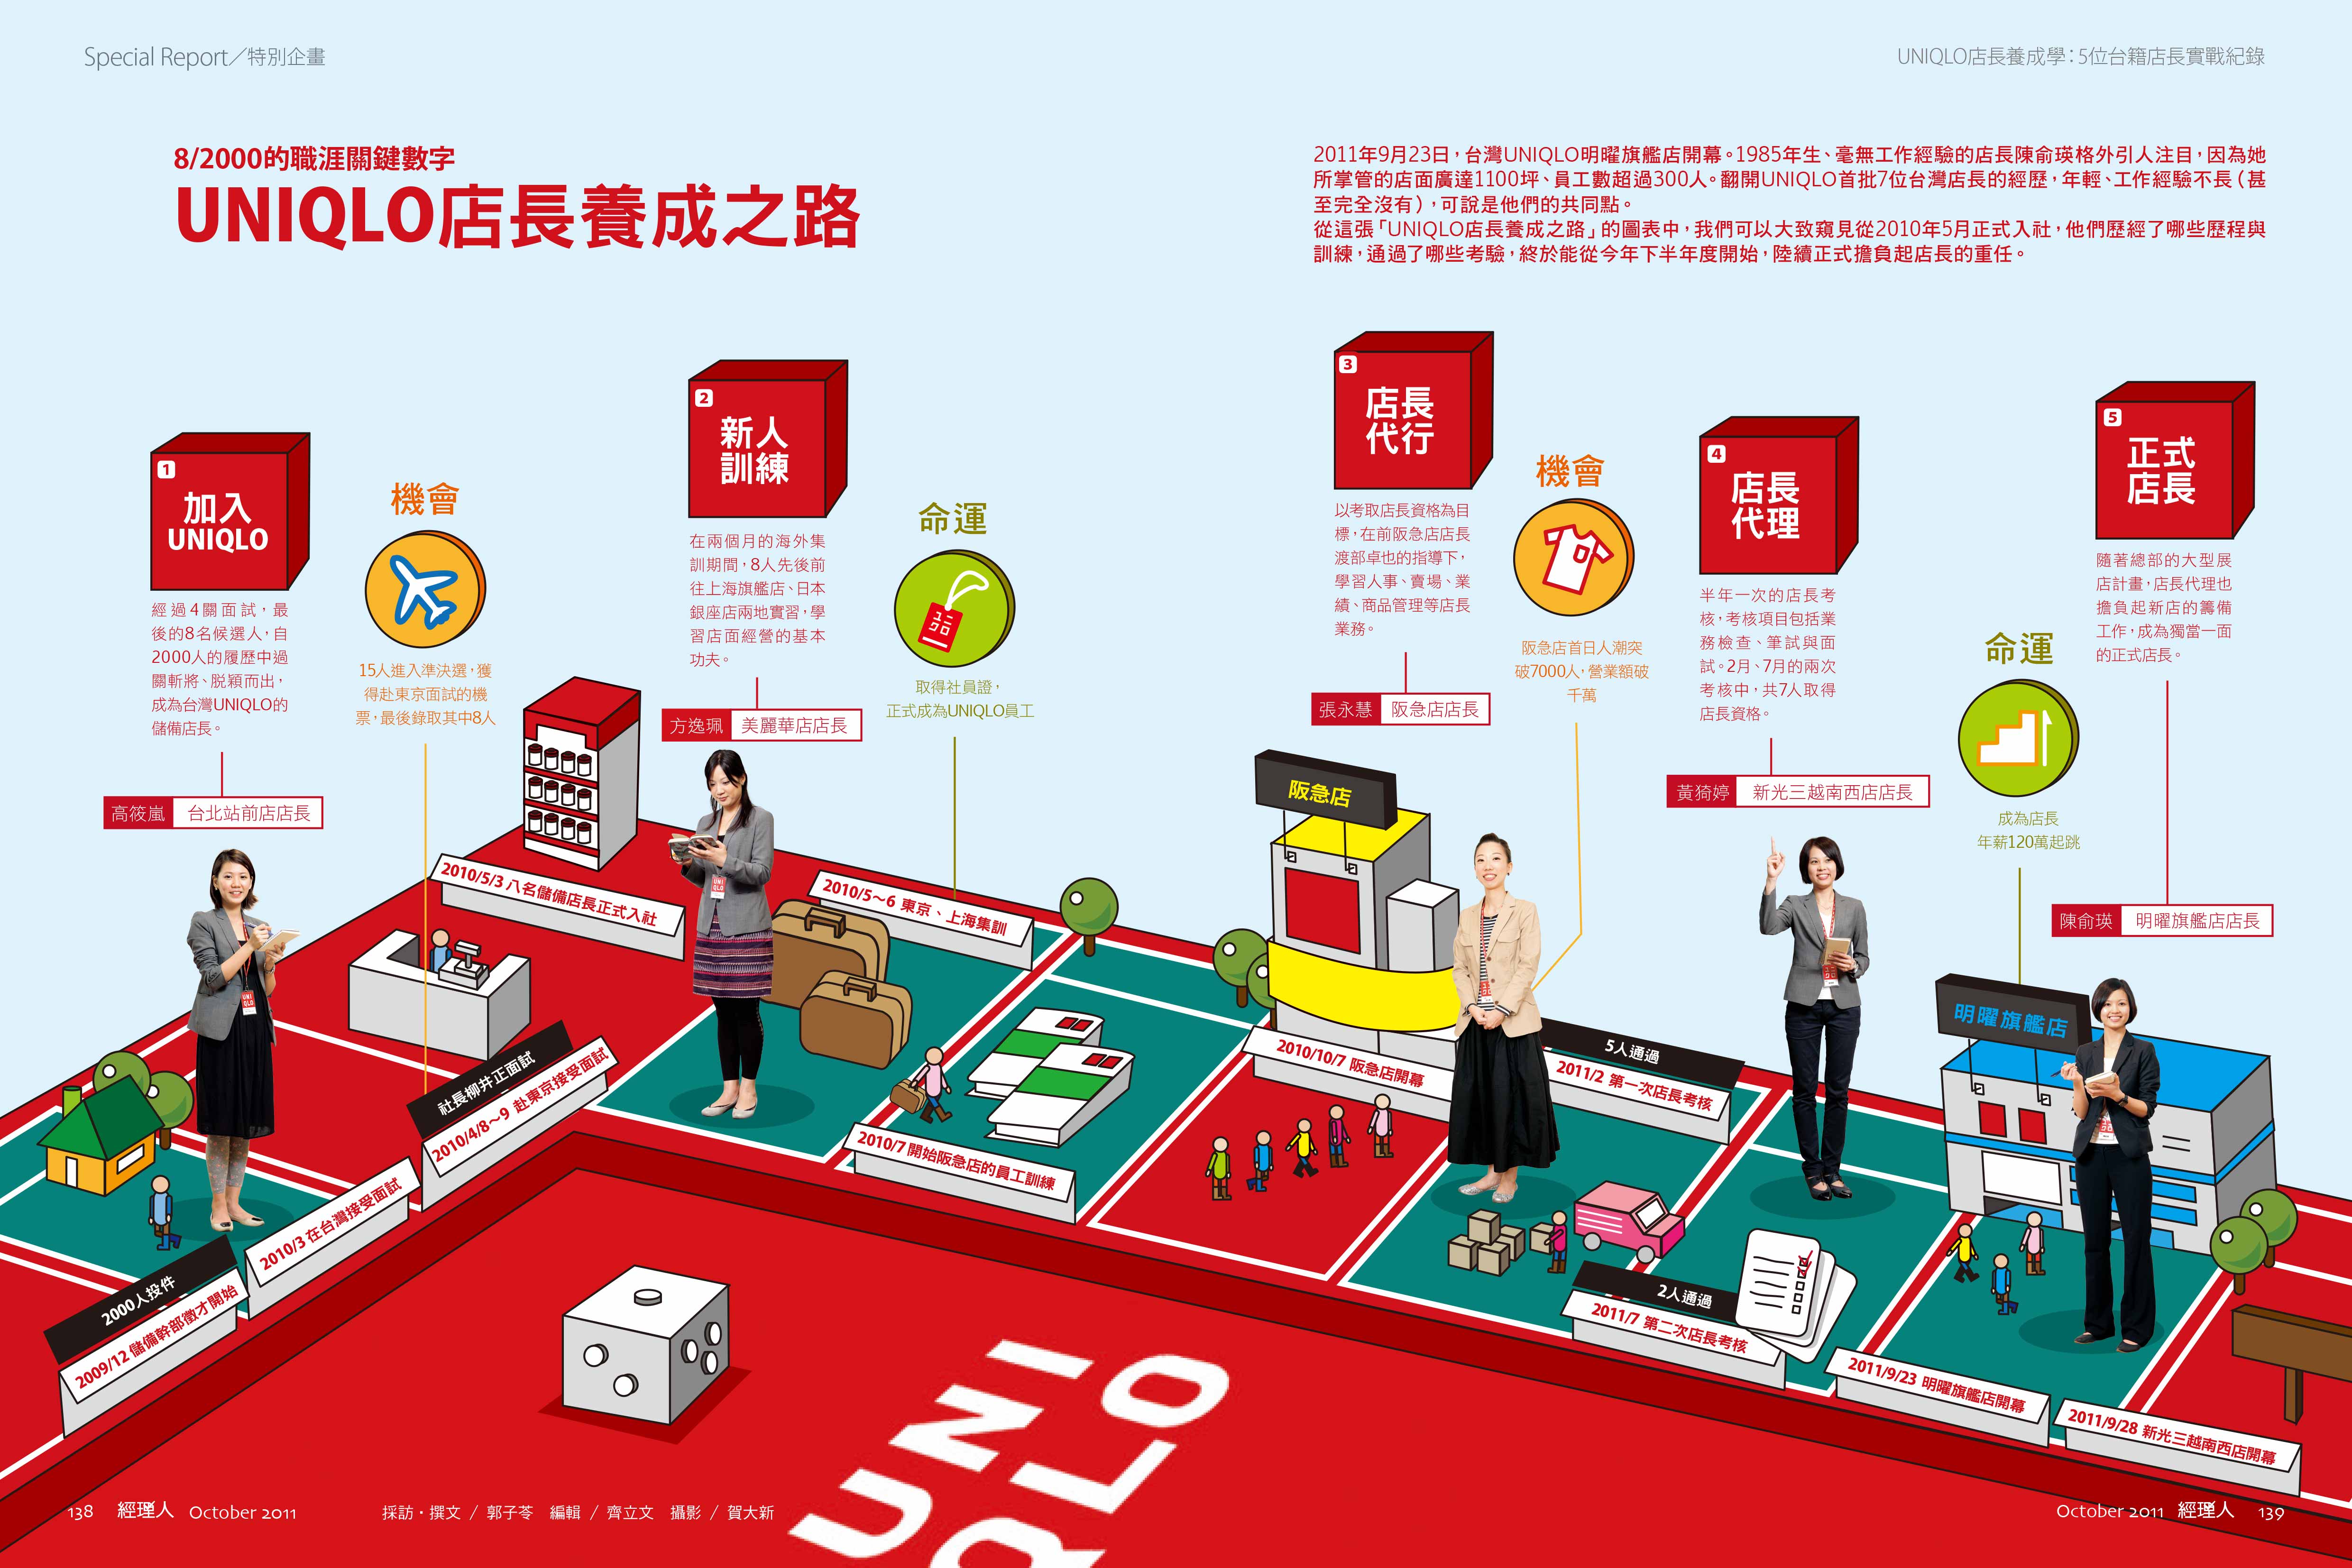 Special Report／特別企畫
UNIQLO店長養成學：5位台籍店長實戰紀錄
8/2000的職涯關鍵數字
UNIQLO店長養成之路
2011年9月23日，台灣UNIQLO明曜旗艦店開幕。1985年生、毫無工作經驗的店長陳俞瑛格外引人注目，因為她
所掌管的店面廣達1100坪、員工數超過300人。翻開UNIQLO首批7位台灣店長的經歷，年輕、工作經驗不長（甚
至完全沒有），可說是他們的共同點。
從這張「UNIQLO店長養成之路」的圖表中，我們可以大致窺見從2010年5月正式入社，他們歷經了哪些歷程與
訓練，通過了哪些考驗，終於能從今年下半年度開始，陸續正式擔負起店長的重任。
1
加入
UNIQLO
經過4關面試，最
後的8名候選人，自
2000人的履歷中過
關斬將、脫穎而出，
成為台灣UNIQLO的
儲備店長。
高筱嵐 台北站前店店長
機會
15人進入準決選，獲
得赴東京面試的機
票，最後錄取其中8人
2
新人
訓練
在兩個月的海外集
訓期間，8人先後前
往上海旗艦店、日本
銀座店兩地實習，學
習店面經營的基本
功夫。
方逸珮 美麗華店店長
命運
取得社員證，
正式成為UNIQLO員工
3
店長
代行
以考取店長資格為目
標，在前阪急店店長
渡部卓也的指導下，
學習人事、賣場、業
績、商品管理等店長
業務。
張永慧 阪急店店長
機會
阪急店首日人潮突
破7000人，營業額破
千萬
4
店長
代理
半年一次的店長考
核，考核項目包括業
務檢查、筆試與面
試。2月、7月的兩次
考核中，共7人取得
店長資格。
黃猗婷 新光三越南西店店長
命運
成為店長
年薪120萬起跳
5
正式
店長
隨著總部的大型展
店計畫，店長代理也
擔負起新店的籌備
工作，成為獨當一面
的正式店長。
陳俞瑛 明曜旗艦店店長
2000人投件
2009/12 儲備幹部徵才開始
2010/3 在台灣接受面試
社長柳井正面試
2010/4/8～9 赴東京接受面試
2010/5/3 八名儲備店長正式入社
2010/5～6 東京、上海集訓
2010/7 開始阪急店的員工訓練
阪急店
2010/10/7 阪急店開幕
5人通過
2011/2 第一次店長考核
2人通過
2011/7 第二次店長考核
明曜旗艦店
2011/9/23 明曜旗艦店開幕
2011/9/28 新光三越南西店開幕
UNI
QLO
138 經理人 October 2011
採訪・撰文 / 郭子苓 編輯 / 齊立文 攝影 / 賀大新
October 2011 經理人 139